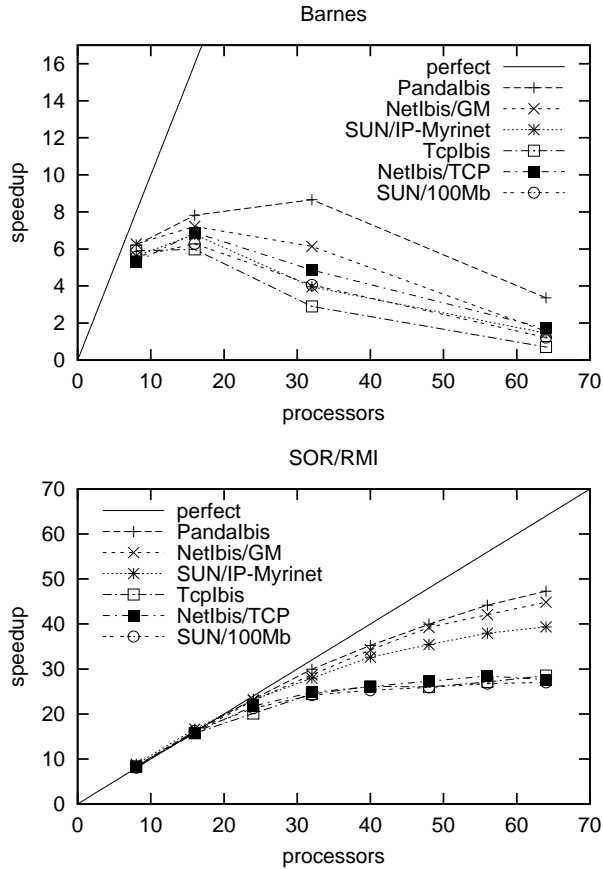 Barnes
16
14
12
10
8
6
4
2
0
speedup
perfect
PandaIbis
NetIbis/GM
SUN/IP-Myrinet
TcpIbis
NetIbis/TCP
SUN/100Mb
0 10 20 30 40 50 60 70
processors
SOR/RMI
70
60
50
40
30
20
10
0
speedup
perfect
PandaIbis
NetIbis/GM
SUN/IP-Myrinet
TcpIbis
NetIbis/TCP
SUN/100Mb
0 10 20 30 40 50 60 70
processors